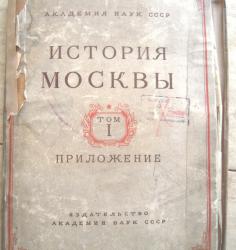 АКАДЕМИЯ НАУК СССР
ИСТОРИЯ
МОСКВЫ
ТОМ
I
ПРИЛОЖЕНИЕ
ИЗДАТЕЛЬСТВО
АКАДЕМИИ НАУК СССР